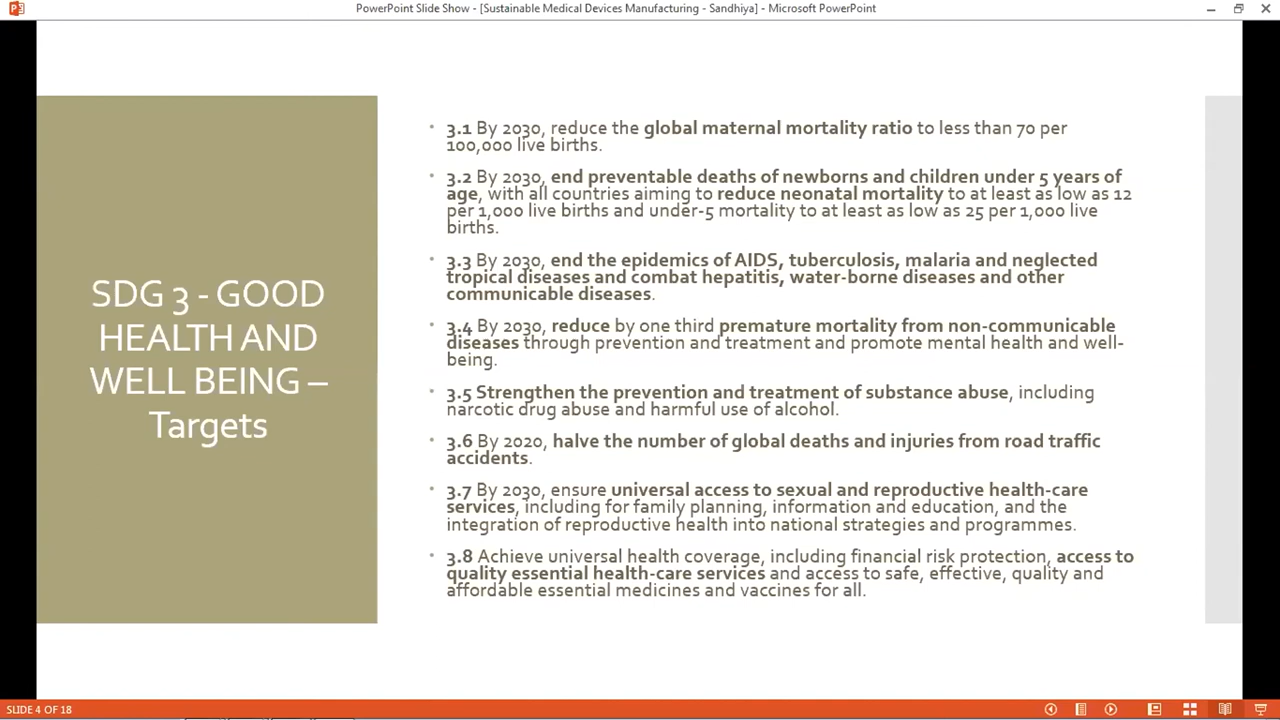 PowerPoint Slide Show - [Sustainable Medical Devices Manufacturing - Sandhiya] - Microsoft PowerPoint
SDG 3 - GOOD
HEALTH AND
WELL BEING –
Targets
• 3.1 By 2030, reduce the global maternal mortality ratio to less than 70 per
100,000 live births.
• 3.2 By 2030, end preventable deaths of newborns and children under 5 years of
age, with all countries aiming to reduce neonatal mortality to at least as low as 12
per 1,000 live births and under-5 mortality to at least as low as 25 per 1,000 live
births.
• 3.3 By 2030, end the epidemics of AIDS, tuberculosis, malaria and neglected
tropical diseases and combat hepatitis, water-borne diseases and other
communicable diseases.
• 3.4 By 2030, reduce by one third premature mortality from non-communicable
diseases through prevention and treatment and promote mental health and well-
being.
• 3.5 Strengthen the prevention and treatment of substance abuse, including
narcotic drug abuse and harmful use of alcohol.
• 3.6 By 2020, halve the number of global deaths and injuries from road traffic
accidents.
• 3.7 By 2030, ensure universal access to sexual and reproductive health-care
services, including for family planning, information and education, and the
integration of reproductive health into national strategies and programmes.
• 3.8 Achieve universal health coverage, including financial risk protection, access to
quality essential health-care services and access to safe, effective, quality and
affordable essential medicines and vaccines for all.
SLIDE 4 OF 18